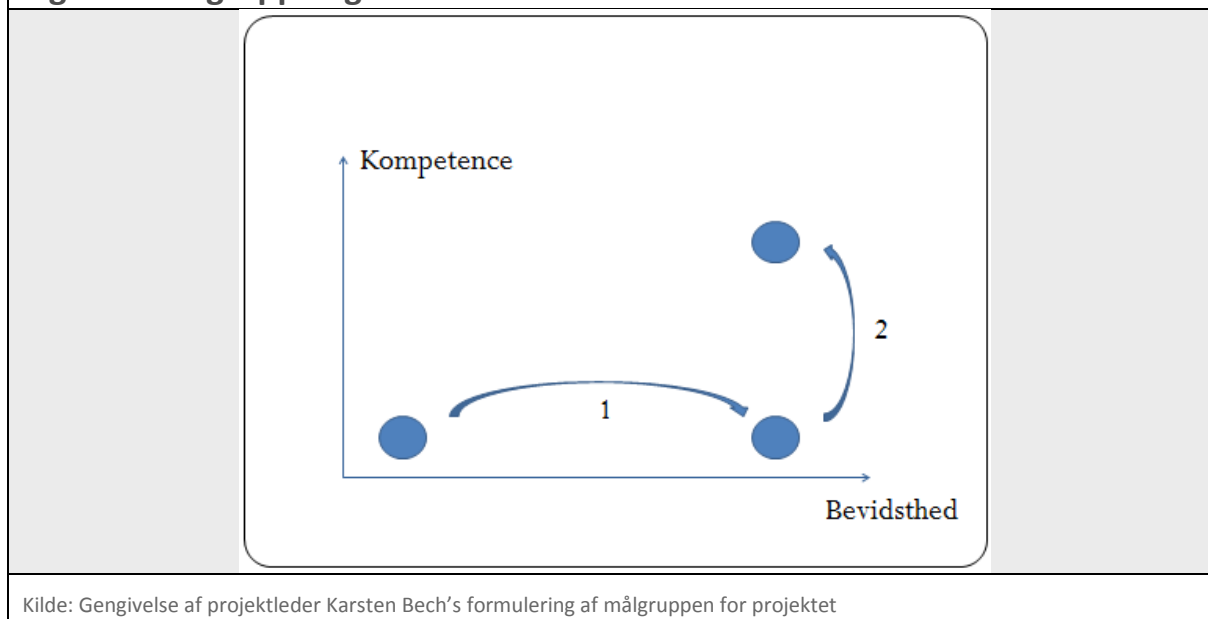 Kompetence
2
1
Bevidsthed
Kilde: Gengivelse af projektleder Karsten Bech's formulering af målgruppen for projektet